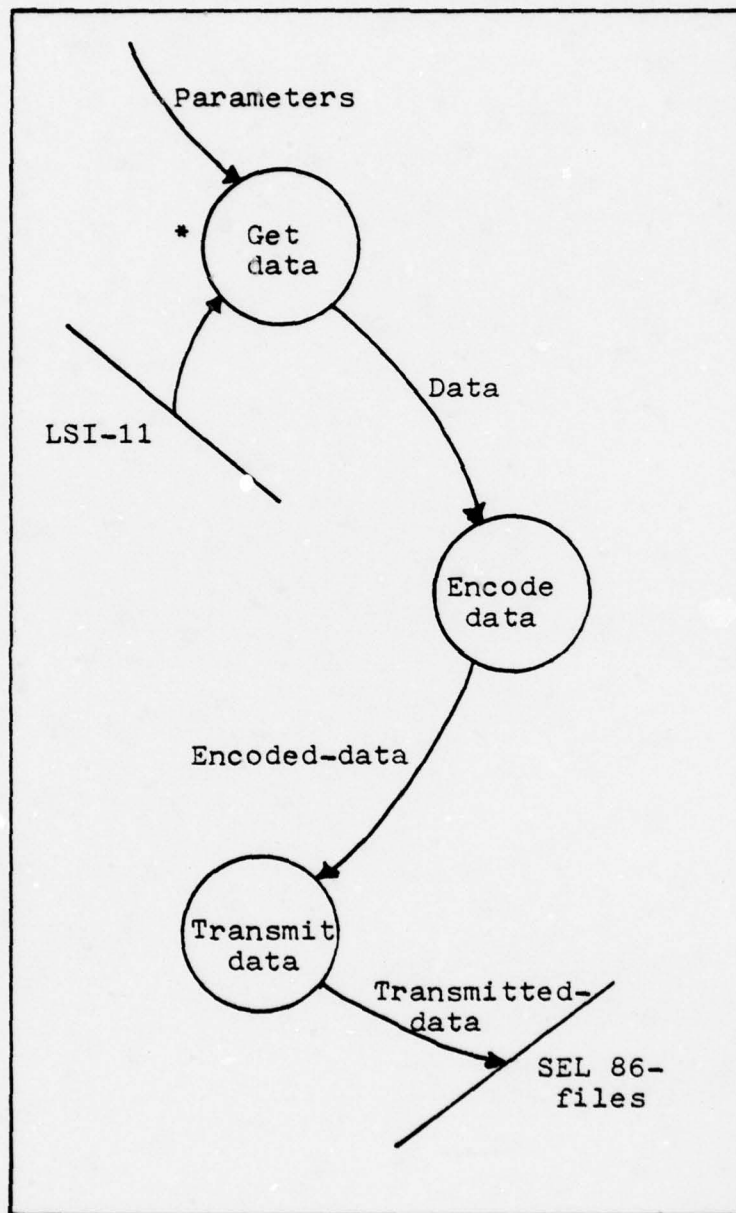 Parameters
*
Get
data
Data
LSI-11
Encode
data
Encoded-data
Transmit
data
Transmitted-
data
SEL 86-
files